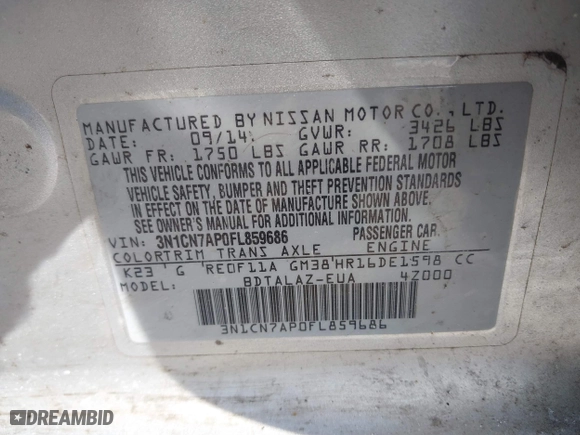 MANUFACTURED BY NISSAN MOTOR CO., LTD.
DATE: 09/14 GVWR: 3426 LBS
GAWR FR: 1750 LBS GAWR RR: 1708 LBS
THIS VEHICLE CONFORMS TO ALL APPLICABLE FEDERAL MOTOR
VEHICLE SAFETY, BUMPER AND THEFT PREVENTION STANDARDS
IN EFFECT ON THE DATE OF MANUFACTURE SHOWN ABOVE.
SEE OWNER'S MANUAL FOR ADDITIONAL INFORMATION.
VIN: 3N1CN7AP0FL859686 PASSENGER CAR
COLOR TRIM TRANS AXLE ENGINE
K23 G RE0F11A GM38 HR16DE1598 CC
MODEL: BDTALAZ-EUA 4Z000
3N1CN7AP0FL859686
DREAMBID